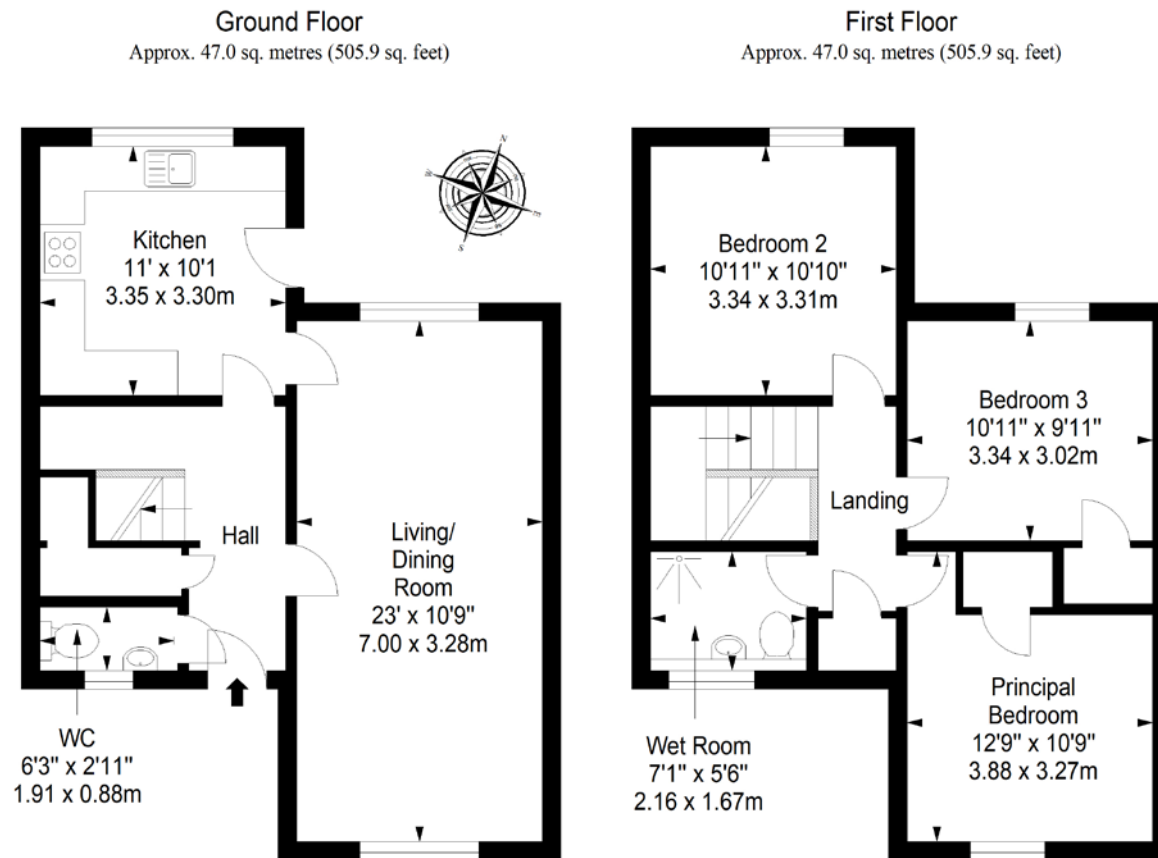 Ground Floor
Approx. 47.0 sq. metres (505.9 sq. feet)
First Floor
Approx. 47.0 sq. metres (505.9 sq. feet)
N
W
E
S
Kitchen
11' x 10'1
3.35 x 3.30m
Hall
Living/
Dining
Room
23' x 10'9"
7.00 x 3.28m
WC
6'3" x 2'11"
1.91 x 0.88m
Bedroom 2
10'11" x 10'10"
3.34 x 3.31m
Bedroom 3
10'11" x 9'11"
3.34 x 3.02m
Landing
Principal
Bedroom
12'9" x 10'9"
3.88 x 3.27m
Wet Room
7'1" x 5'6"
2.16 x 1.67m